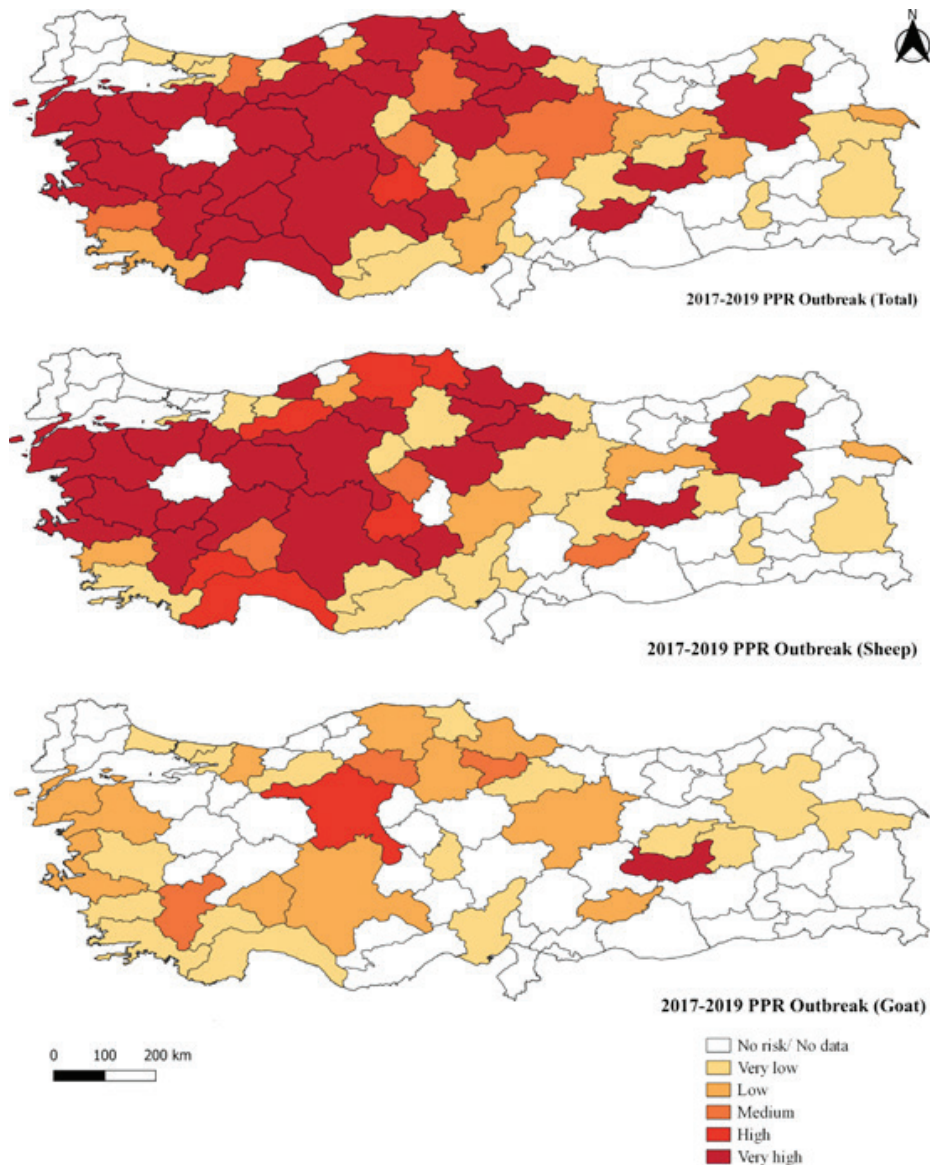 N
2017-2019 PPR Outbreak (Total)
2017-2019 PPR Outbreak (Sheep)
2017-2019 PPR Outbreak (Goat)
0 100 200 km
No risk/ No data
Very low
Low
Medium
High
Very high